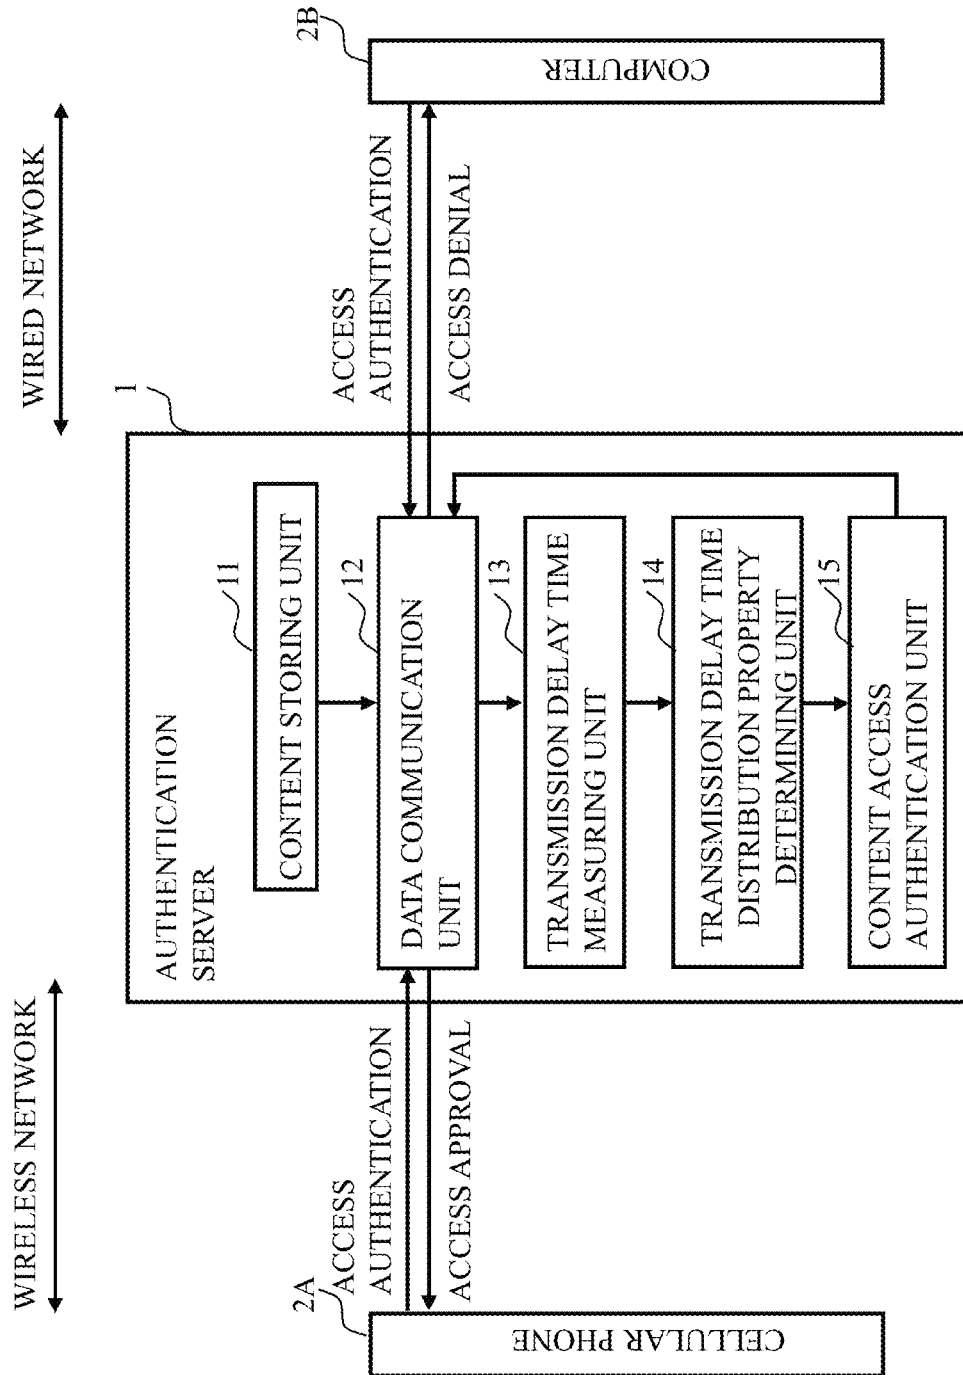 WIRELESS NETWORK
WIRED NETWORK
1
AUTHENTICATION
SERVER
11
CONTENT STORING UNIT
2A
ACCESS
AUTHENTICATION
ACCESS APPROVAL
CELLULAR PHONE
12
DATA COMMUNICATION
UNIT
ACCESS
AUTHENTICATION
ACCESS DENIAL
2B
COMPUTER
13
TRANSMISSION DELAY TIME
MEASURING UNIT
14
TRANSMISSION DELAY TIME
DISTRIBUTION PROPERTY
DETERMINING UNIT
15
CONTENT ACCESS
AUTHENTICATION UNIT